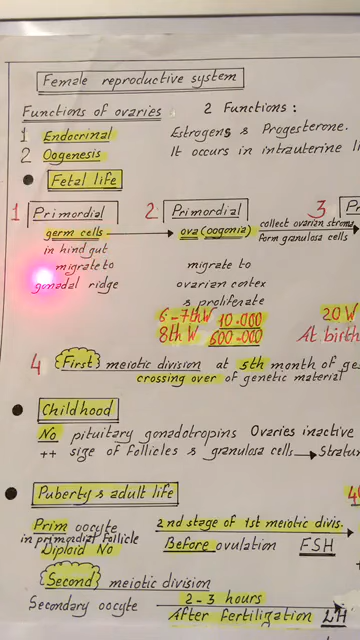 Female reproductive system
Functions of ovaries 2 Functions :
1 Endocrinal Estrogens & Progesterone.
2 Oogenesis It occurs in intrauterine
Fetal life
1 Primordial 2 Primordial 3
germ cells ova (oogonia) collect ovarian stroma
form granulosa cells
in hind gut
migrate to migrate to
gonadal ridge ovarian cortex
& proliferate
6-7th W 10.000 20 W
8th W 600.000 At birth
4 First meiotic division at 5th month of
crossing over of genetic material
Childhood
No pituitary gonadotropins Ovaries inactive
++ size of follicles & granulosa cells →
Puberty & adult life
Prim oocyte 2nd stage of 1st meiotic divis.
in primordial follicle
Diploid No Before ovulation FSH
Second meiotic division
Secondary oocyte 2-3 hours
After fertilization LH